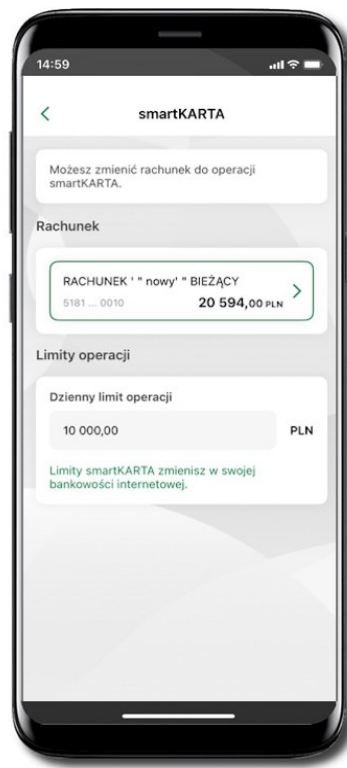 14:59
smartKARTA
Możesz zmienić rachunek do operacji
smartKARTA.
Rachunek
RACHUNEK ' " nowy' " BIEŻĄCY
5181 ... 0010 20 594,00 PLN
Limity operacji
Dzienny limit operacji
10 000,00 PLN
Limity smartKARTA zmienisz w swojej
bankowości internetowej.